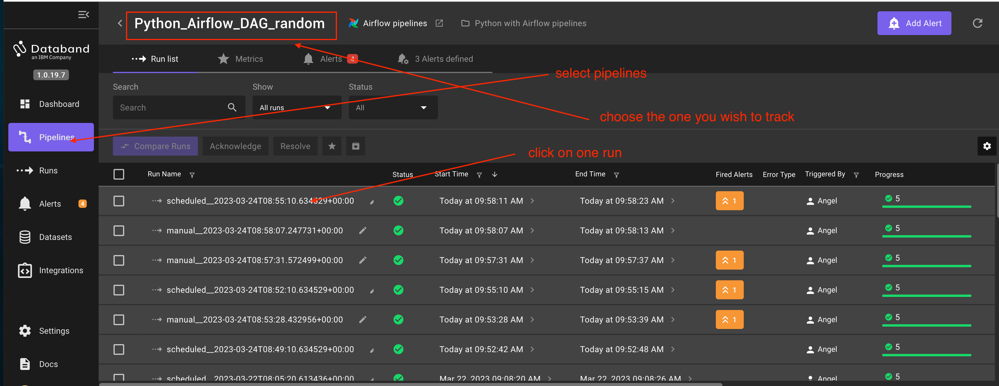 Python_Airflow_DAG_random
Airflow pipelines
Python with Airflow pipelines
Add Alert
Databand
an IBM Company
1.0.19.7
Run list
Metrics
Alerts 4
3 Alerts defined
select pipelines
Search
Show
Status
Search
All runs
All
choose the one you wish to track
Dashboard
Pipelines
Runs
Alerts 4
Datasets
Integrations
Settings
Docs
Compare Runs
Acknowledge
Resolve
click on one run
Run Name Status Start Time End Time Fired Alerts Error Type Triggered By Progress
scheduled__2023-03-24T08:55:10.634529+00:00 Today at 09:58:11 AM Today at 09:58:23 AM 1 Angel 5
manual__2023-03-24T08:58:07.247731+00:00 Today at 09:58:07 AM Today at 09:58:13 AM Angel 5
manual__2023-03-24T08:57:31.572499+00:00 Today at 09:57:31 AM Today at 09:57:37 AM 1 Angel 5
scheduled__2023-03-24T08:52:10.634529+00:00 Today at 09:55:10 AM Today at 09:55:15 AM 1 Angel 5
manual__2023-03-24T08:53:28.432956+00:00 Today at 09:53:28 AM Today at 09:53:39 AM 1 Angel 5
scheduled__2023-03-24T08:49:10.634529+00:00 Today at 09:52:42 AM Today at 09:52:48 AM Angel 5
scheduled__2023-03-22T08:05:20.613436+00:00 Mar 22, 2023 09:08:20 AM Mar 22, 2023 09:08:26 AM Angel 5